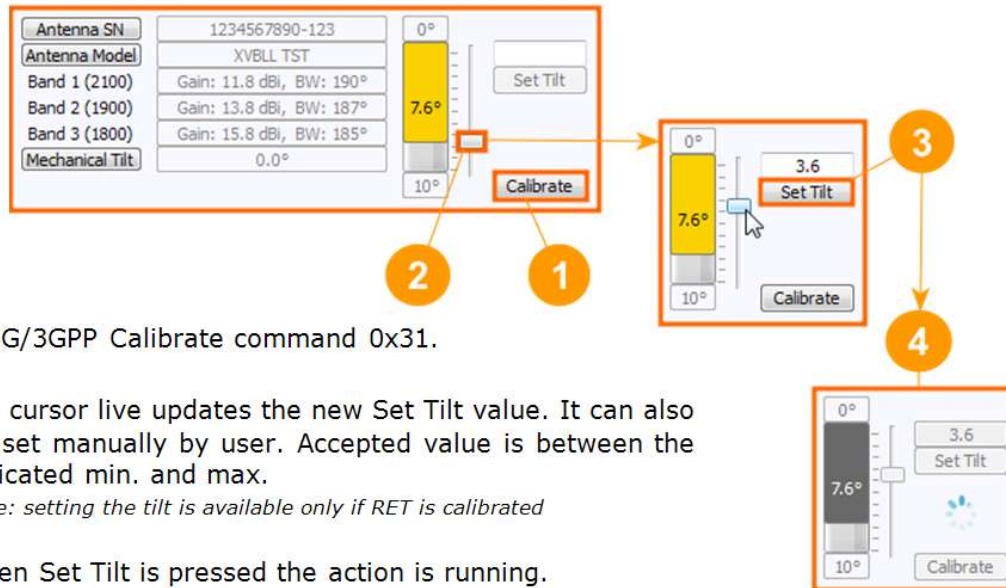 Antenna SN 1234567890-123 0°
Antenna Model XVBLL TST
Band 1 (2100) Gain: 11.8 dBi, BW: 190° Set Tilt
Band 2 (1900) Gain: 13.8 dBi, BW: 187° 7.6°
Band 3 (1800) Gain: 15.8 dBi, BW: 185°
Mechanical Tilt 0.0°
10° Calibrate
0°
3.6
Set Tilt
7.6°
10° Calibrate
3
2
1
4
G/3GPP Calibrate command 0x31.
cursor live updates the new Set Tilt value. It can also
set manually by user. Accepted value is between the
min. and max.
setting the tilt is available only if RET is calibrated
Set Tilt is pressed the action is running.
0°
3.6
Set Tilt
7.6°
10° Calibrate